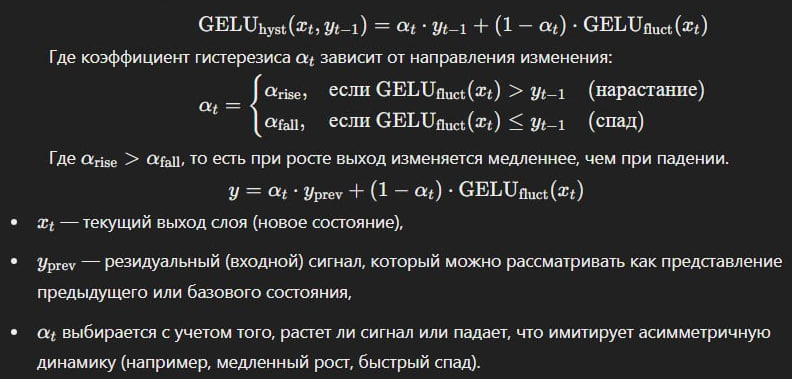 GELU_hyst(x_t, y_{t−1}) = α_t · y_{t−1} + (1 − α_t) · GELU_fluct(x_t)
Где коэффициент гистерезиса α_t зависит от направления изменения:
α_t = { α_rise, если GELU_fluct(x_t) > y_{t−1} (нарастание)
α_fall, если GELU_fluct(x_t) ≤ y_{t−1} (спад)
Где α_rise > α_fall, то есть при росте выход изменяется медленнее, чем при падении.
y = α_t · y_prev + (1 − α_t) · GELU_fluct(x_t)
• x_t — текущий выход слоя (новое состояние),
• y_prev — резидуальный (входной) сигнал, который можно рассматривать как представление
предыдущего или базового состояния,
• α_t выбирается с учетом того, растет ли сигнал или падает, что имитирует асимметричную
динамику (например, медленный рост, быстрый спад).